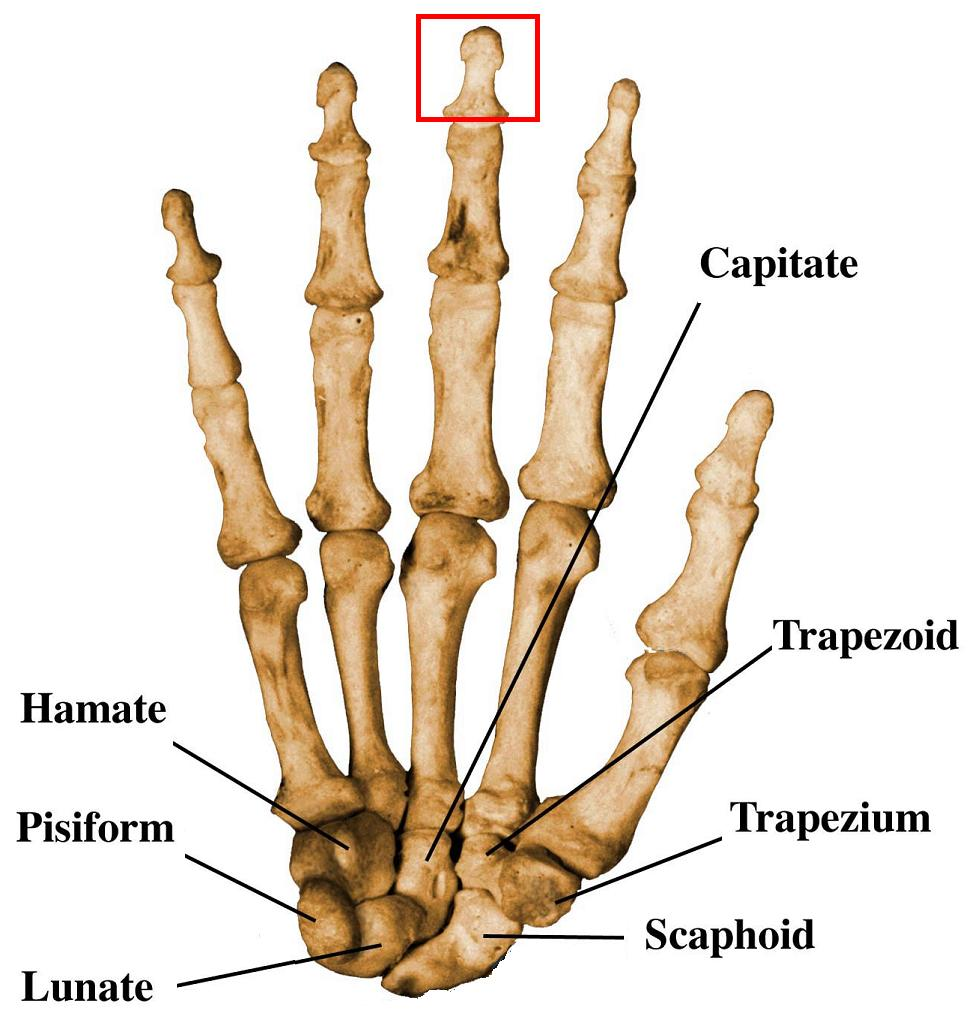 Capitate
Trapezoid
Hamate
Trapezium
Pisiform
Scaphoid
Lunate